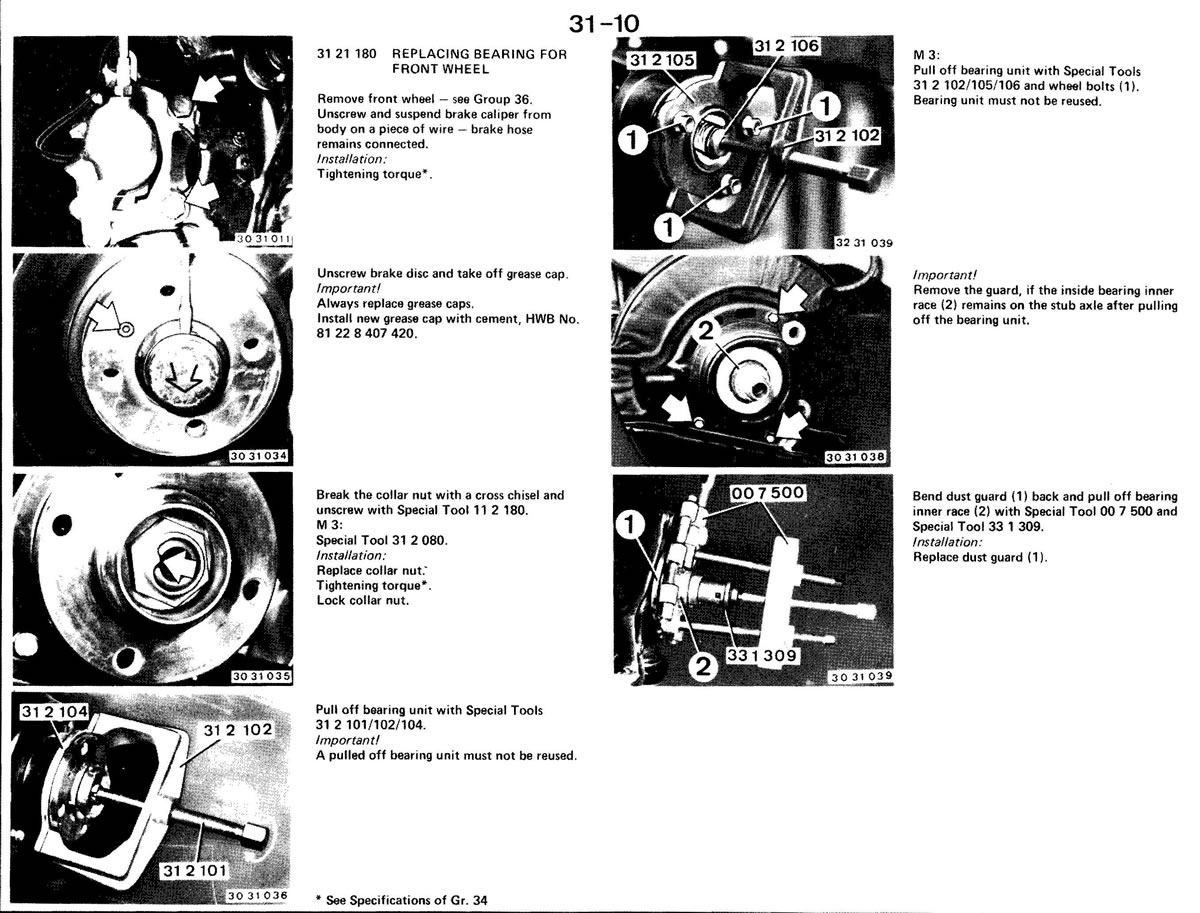 31-10
31 21 180 REPLACING BEARING FOR
FRONT WHEEL
Remove front wheel – see Group 36.
Unscrew and suspend brake caliper from
body on a piece of wire – brake hose
remains connected.
Installation:
Tightening torque*.
30 31 011
Unscrew brake disc and take off grease cap.
Important!
Always replace grease caps.
Install new grease cap with cement, HWB No.
81 22 8 407 420.
30 31 034
Break the collar nut with a cross chisel and
unscrew with Special Tool 11 2 180.
M 3:
Special Tool 31 2 080.
Installation:
Replace collar nut.
Tightening torque*.
Lock collar nut.
30 31 035
31 2 104
31 2 102
31 2 101
30 31 036
Pull off bearing unit with Special Tools
31 2 101/102/104.
Important!
A pulled off bearing unit must not be reused.
* See Specifications of Gr. 34
31 2 106
31 2 105
1
1
31 2 102
1
32 31 039
M 3:
Pull off bearing unit with Special Tools
31 2 102/105/106 and wheel bolts (1).
Bearing unit must not be reused.
2
30 31 038
Important!
Remove the guard, if the inside bearing inner
race (2) remains on the stub axle after pulling
off the bearing unit.
00 7 500
1
2
33 1 309
30 31 039
Bend dust guard (1) back and pull off bearing
inner race (2) with Special Tool 00 7 500 and
Special Tool 33 1 309.
Installation:
Replace dust guard (1).